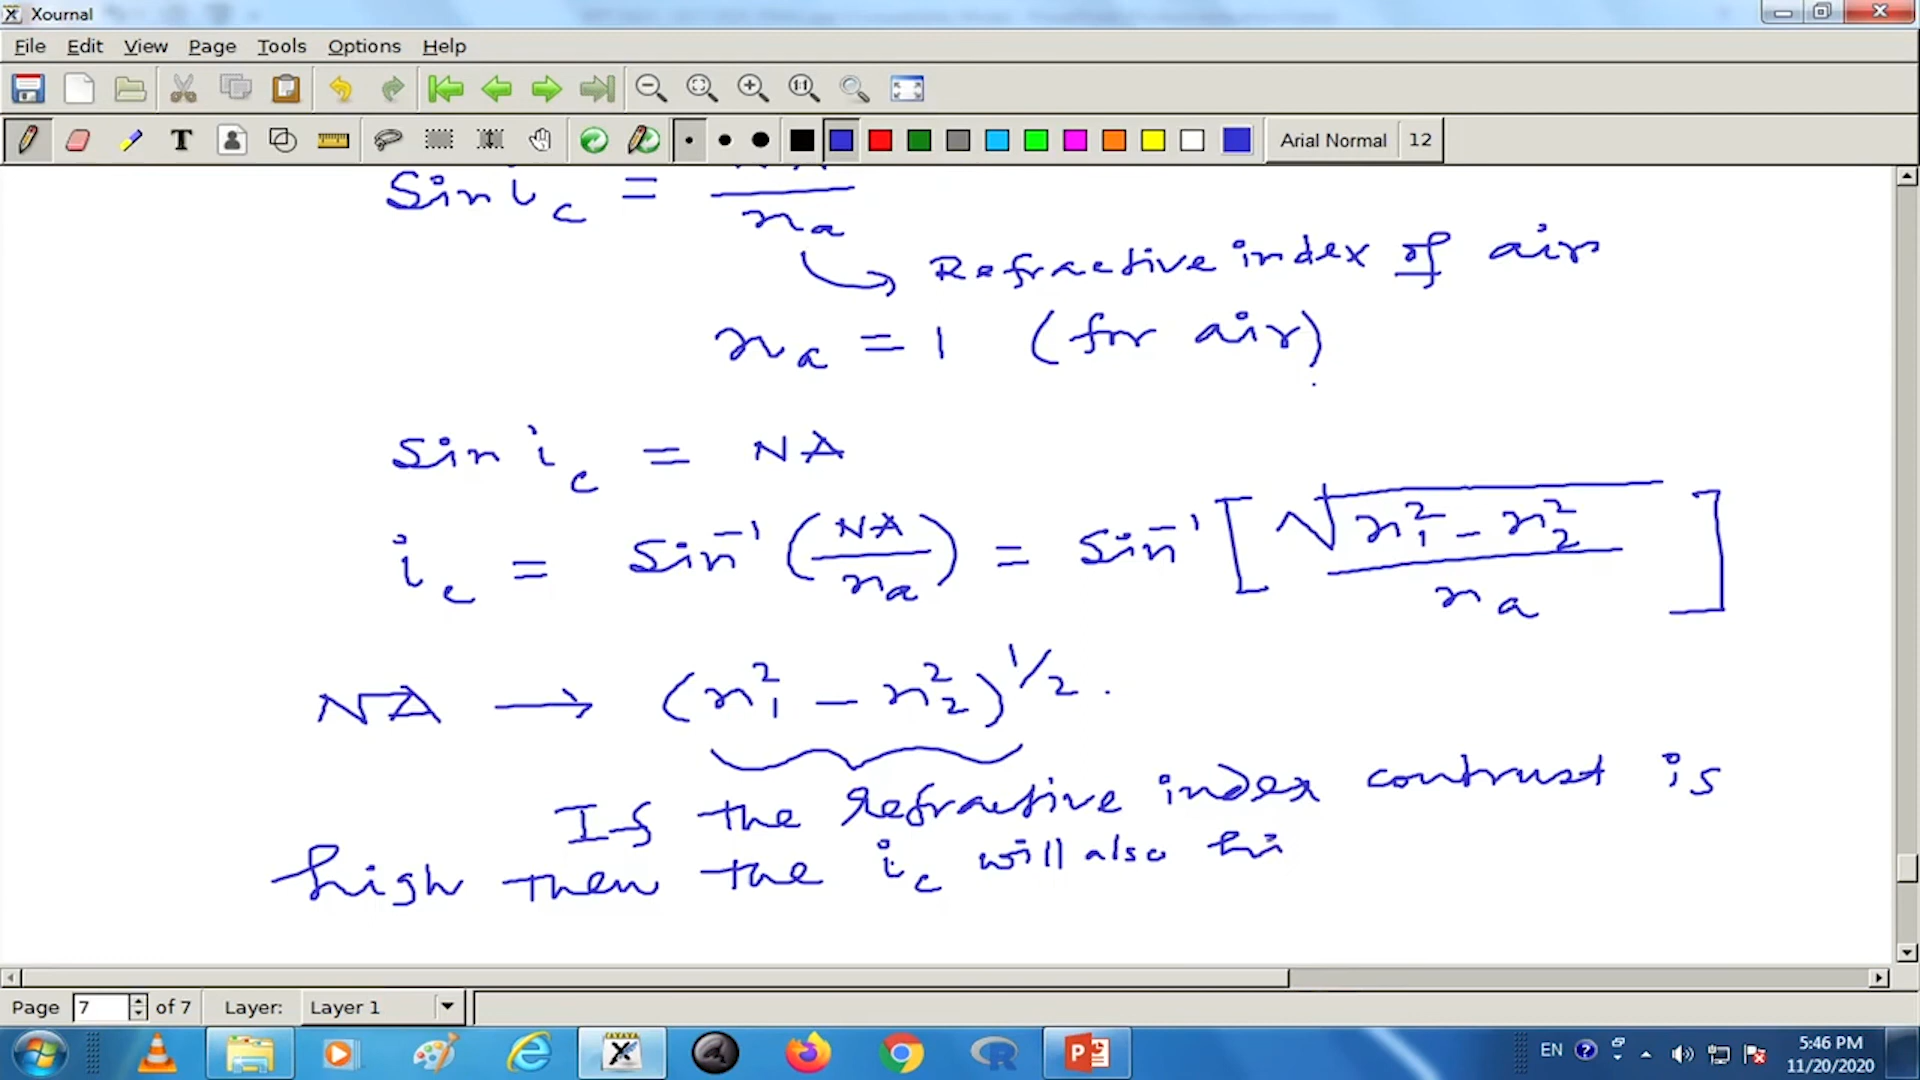 Xournal
File Edit View Page Tools Options Help
Arial Normal 12
Sin i_c = NA / n_a
Refractive index of air
n_a = 1 (for air)
Sin i_c = NA
i_c = Sin⁻¹ (NA / n_a) = Sin⁻¹ [√(n₁² - n₂²) / n_a]
NA → (n₁² - n₂²)^1/2 .
If the refractive index contrust is
high then the i_c will also hi
Page 7 of 7 Layer: Layer 1
EN 5:46 PM
11/20/2020